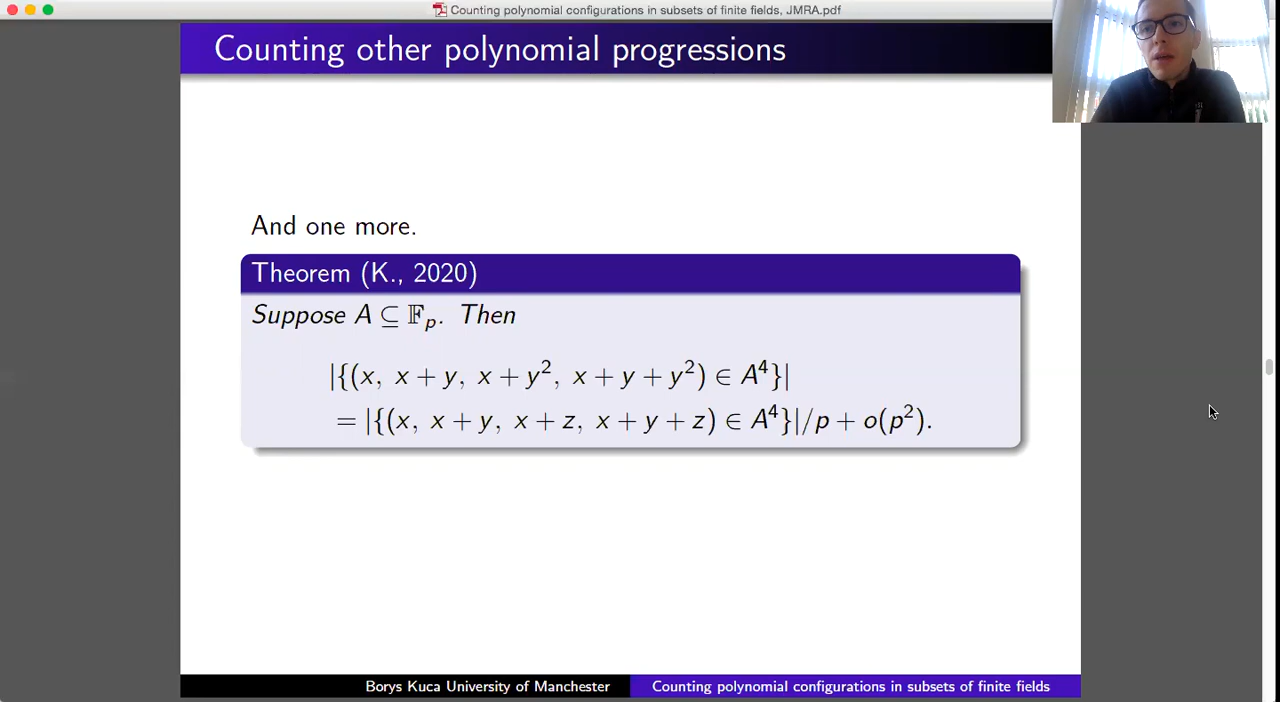 Counting polynomial configurations in subsets of finite fields, JMRA.pdf
Counting other polynomial progressions
And one more.
Theorem (K., 2020)
Suppose A ⊆ 𝔽ₚ. Then
|{(x, x + y, x + y², x + y + y²) ∈ A⁴}|
= |{(x, x + y, x + z, x + y + z) ∈ A⁴}|/p + o(p²).
Borys Kuca University of Manchester
Counting polynomial configurations in subsets of finite fields